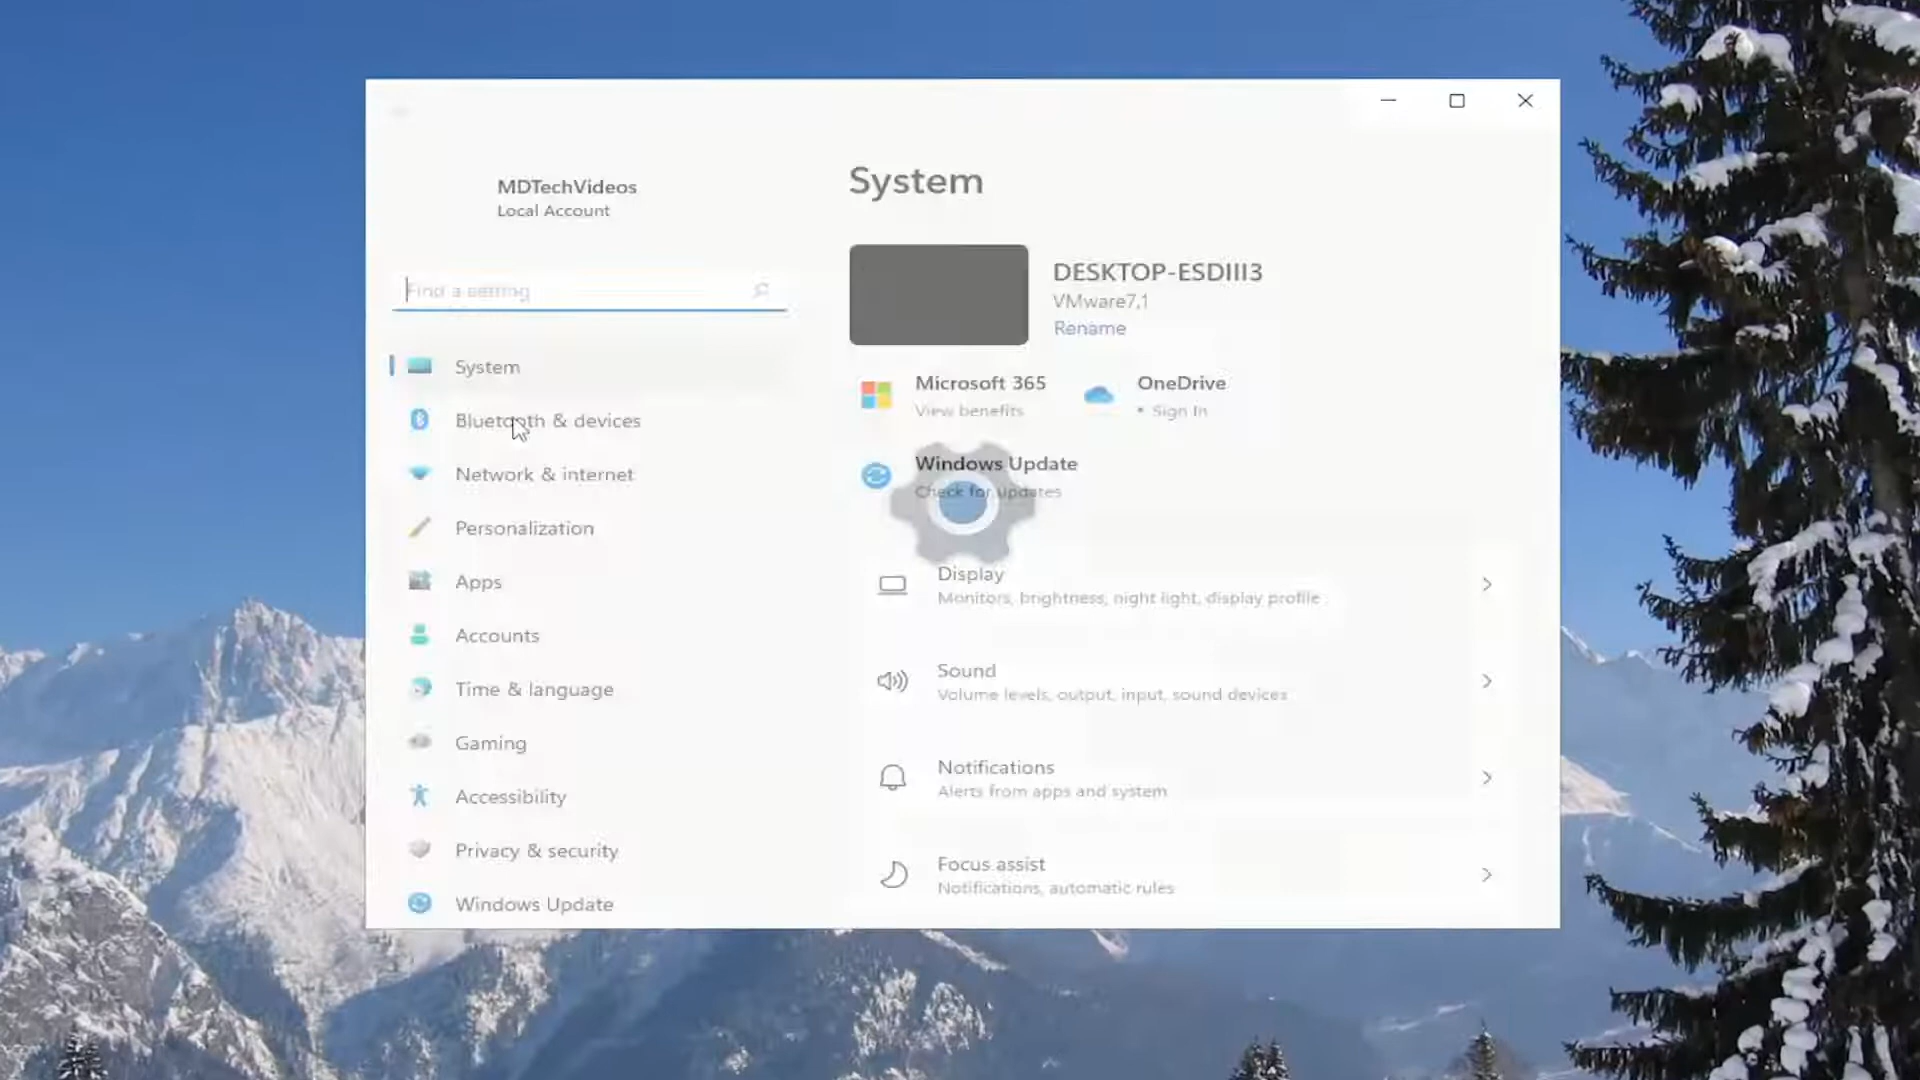 MDTechVideos
Local Account
Find a setting
System
Bluetooth & devices
Network & internet
Personalization
Apps
Accounts
Time & language
Gaming
Accessibility
Privacy & security
Windows Update
System
DESKTOP-ESDIII3
VMware7,1
Rename
Microsoft 365
View benefits
OneDrive
• Sign In
Windows Update
Check for updates
Display
Monitors, brightness, night light, display profile
Sound
Volume levels, output, input, sound devices
Notifications
Alerts from apps and system
Focus assist
Notifications, automatic rules